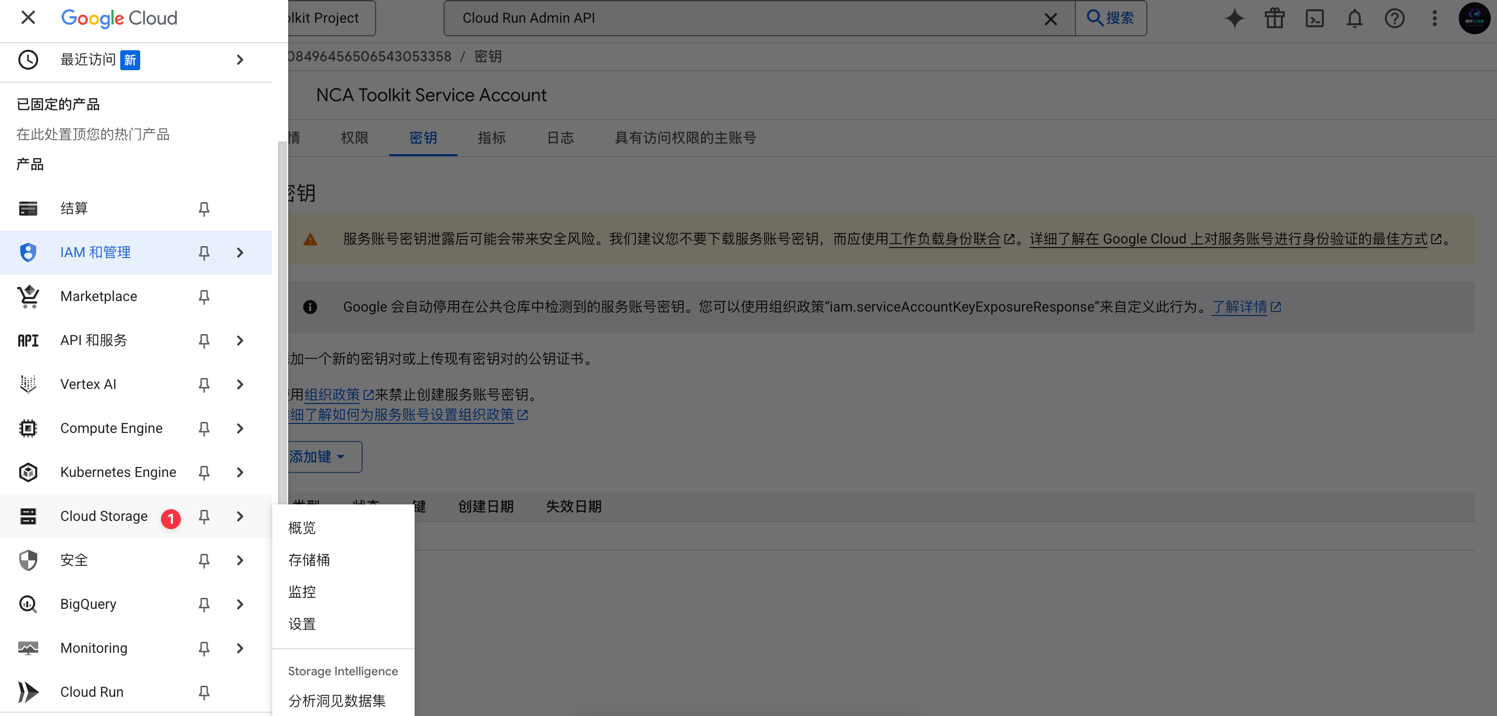 Google Cloud
olkit Project
Cloud Run Admin API
搜索
最近访问 新
08496456506543053358 / 密钥
已固定的产品
在此处置顶您的热门产品
产品
结算
IAM 和管理
Marketplace
API 和服务
Vertex AI
Compute Engine
Kubernetes Engine
Cloud Storage 1
安全
BigQuery
Monitoring
Cloud Run
概览
存储桶
监控
设置
Storage Intelligence
分析洞见数据集
NCA Toolkit Service Account
情 权限 密钥 指标 日志 具有访问权限的主账号
密钥
服务账号密钥泄露后可能会带来安全风险。我们建议您不要下载服务账号密钥，而应使用工作负载身份联合。详细了解在 Google Cloud 上对服务账号进行身份验证的最佳方式。
Google 会自动停用在公共仓库中检测到的服务账号密钥。您可以使用组织政策“iam.serviceAccountKeyExposureResponse”来自定义此行为。了解详情
加一个新的密钥对或上传现有密钥对的公钥证书。
用组织政策来禁止创建服务账号密钥。
细了解如何为服务账号设置组织政策
添加键
类型 状态 键 创建日期 失效日期